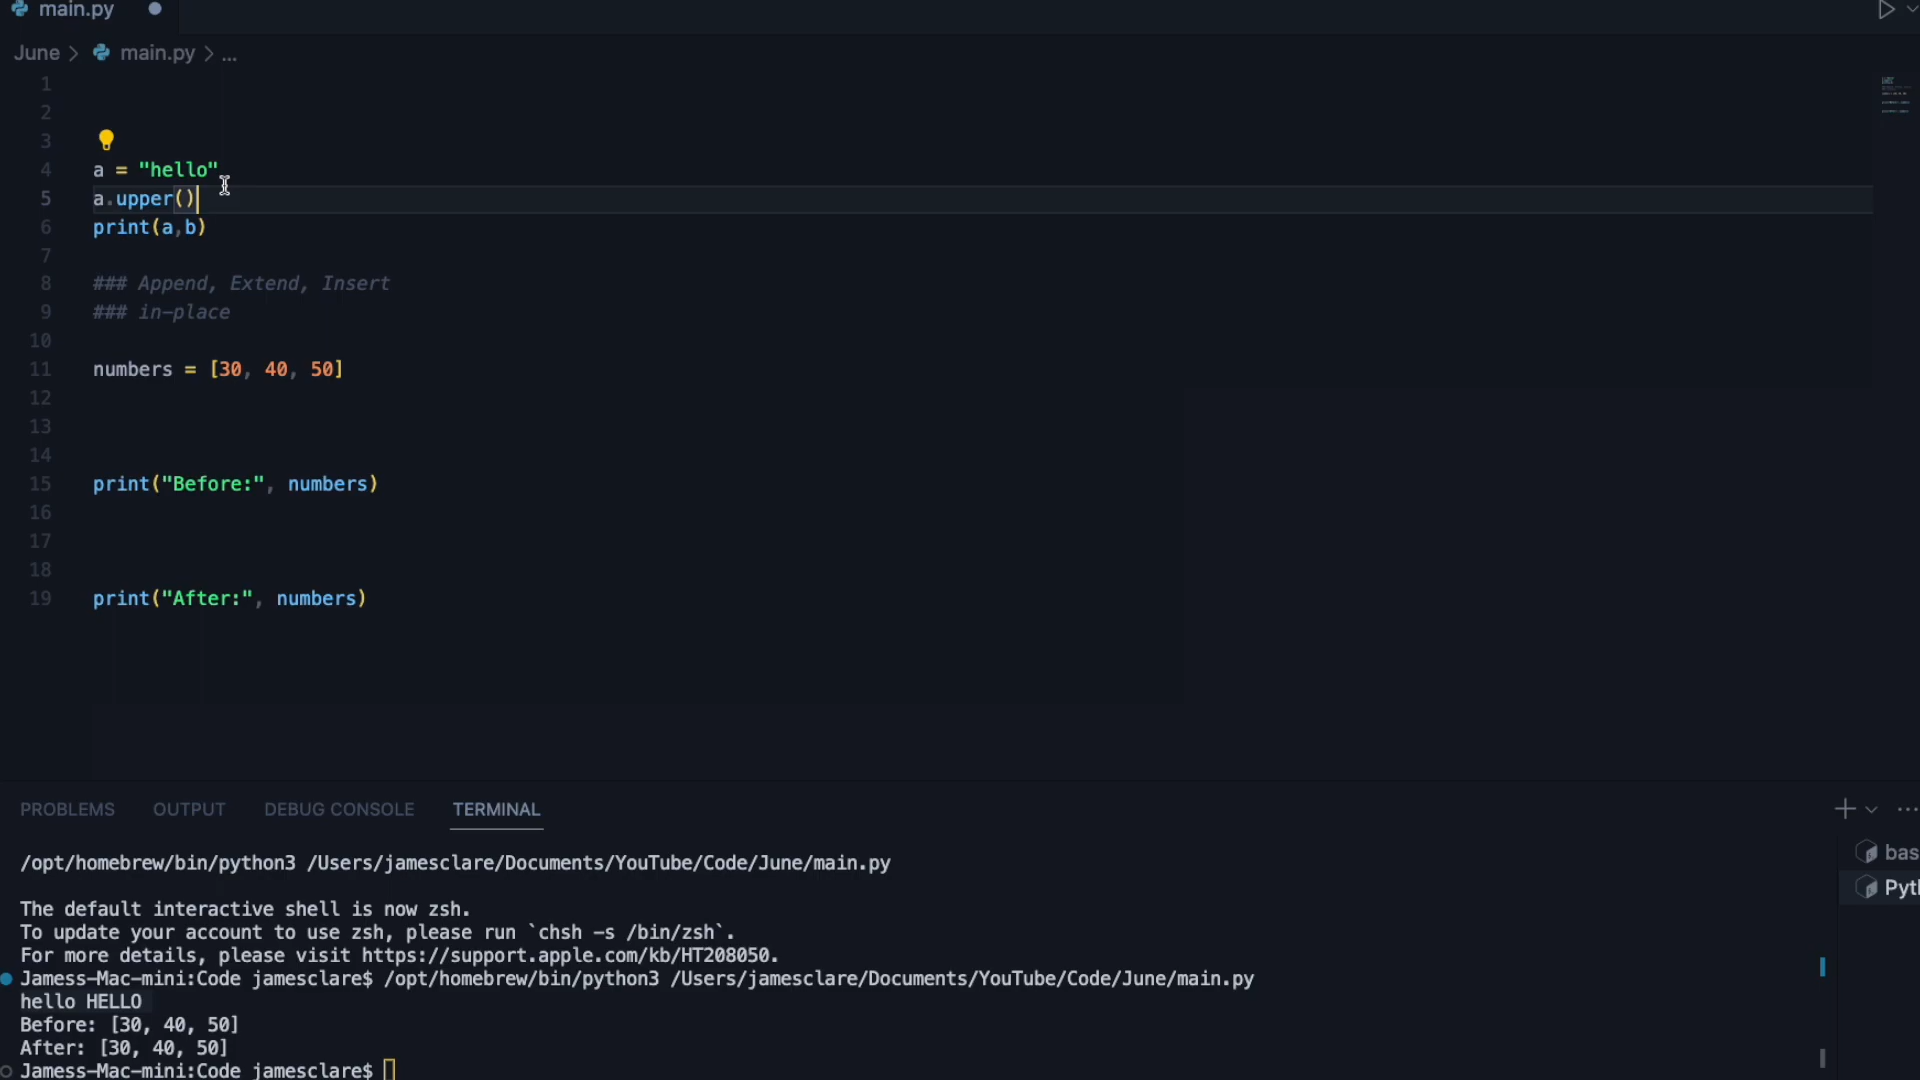 main.py
June > main.py > ...
1
2
3
4 a = "hello"
5 a.upper()
6 print(a,b)
7
8 ### Append, Extend, Insert
9 ### in-place
10
11 numbers = [30, 40, 50]
12
13
14
15 print("Before:", numbers)
16
17
18
19 print("After:", numbers)
PROBLEMS OUTPUT DEBUG CONSOLE TERMINAL
/opt/homebrew/bin/python3 /Users/jamesclare/Documents/YouTube/Code/June/main.py
bas
Pyt
The default interactive shell is now zsh.
To update your account to use zsh, please run `chsh -s /bin/zsh`.
For more details, please visit https://support.apple.com/kb/HT208050.
Jamess-Mac-mini:Code jamesclare$ /opt/homebrew/bin/python3 /Users/jamesclare/Documents/YouTube/Code/June/main.py
hello HELLO
Before: [30, 40, 50]
After: [30, 40, 50]
Jamess-Mac-mini:Code jamesclare$